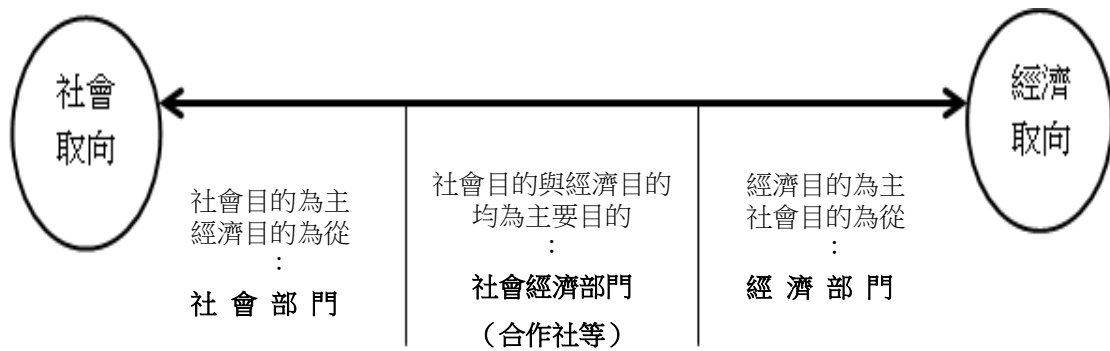 社會
取向
社會目的為主
經濟目的為從
：
社 會 部 門
社會目的與經濟目的
均為主要目的
：
社會經濟部門
（合作社等）
經濟目的為主
社會目的為從
：
經 濟 部 門
經濟
取向